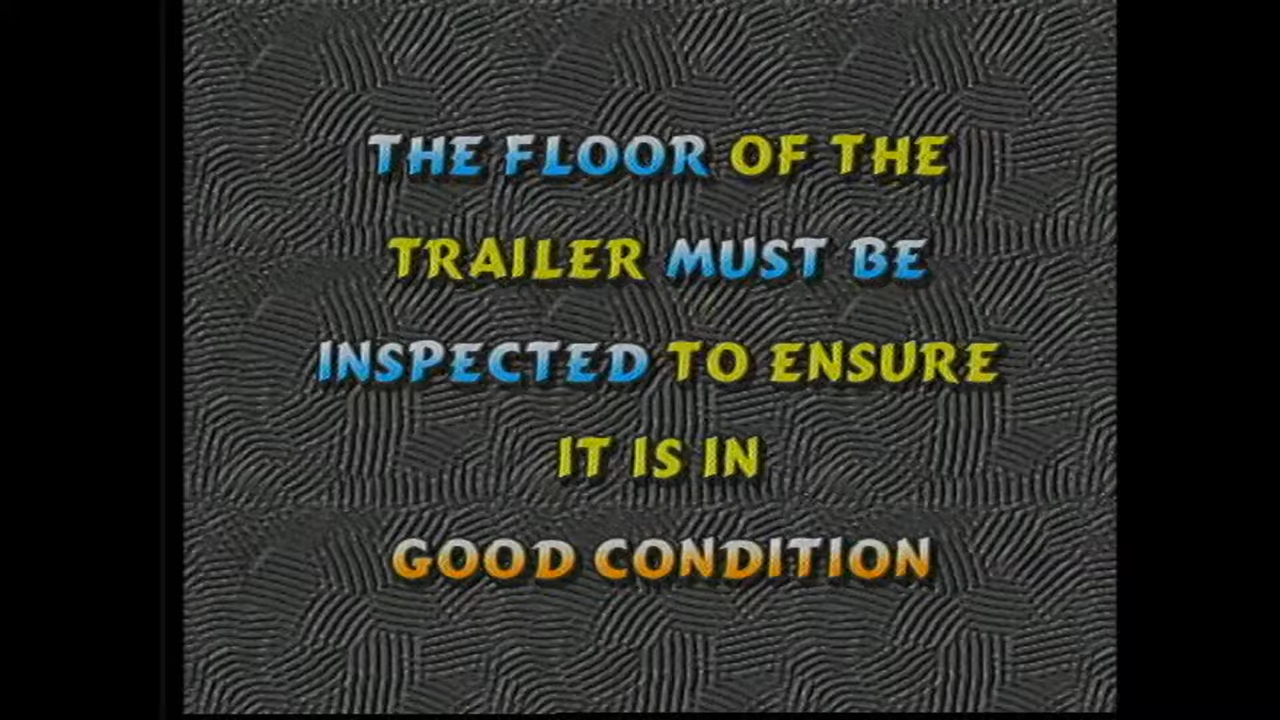 THE FLOOR OF THE
TRAILER MUST BE
INSPECTED TO ENSURE
IT IS IN
GOOD CONDITION